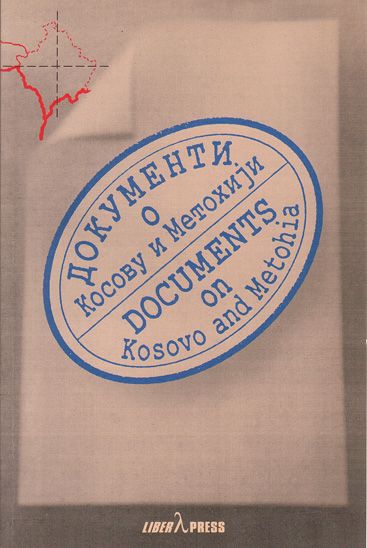 ДОКУМЕНТИ
о
Косову и Метохији
DOCUMENTS
on
Kosovo and Metohia
LIBER λ PRESS